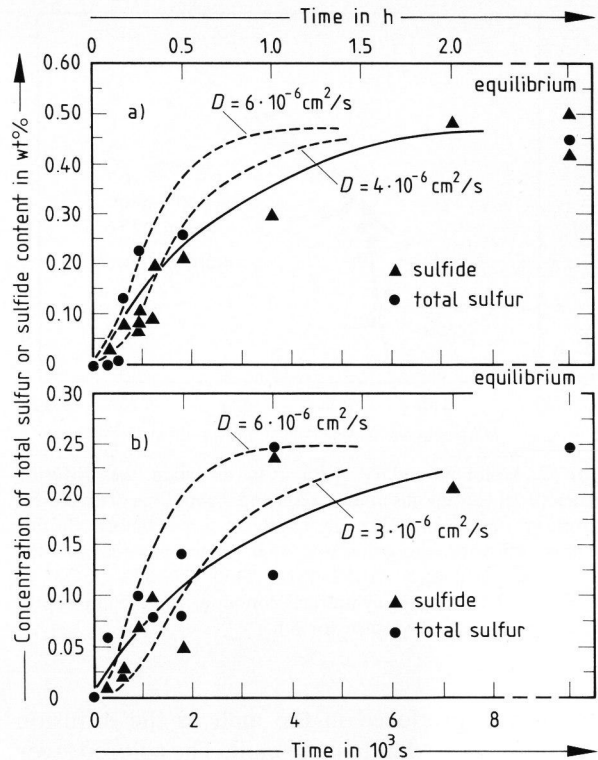 Time in h
0 0.5 1.0 2.0
Concentration of total sulfur or sulfide content in wt%
0.60
0.50
0.40
0.30
0.20
0.10
0
a)
D = 6·10⁻⁶ cm²/s
D = 4·10⁻⁶ cm²/s
equilibrium
▲ sulfide
● total sulfur
equilibrium
0.30
0.25
0.20
0.15
0.10
0.05
0
b)
D = 6·10⁻⁶ cm²/s
D = 3·10⁻⁶ cm²/s
▲ sulfide
● total sulfur
0 2 4 6 8
Time in 10³s